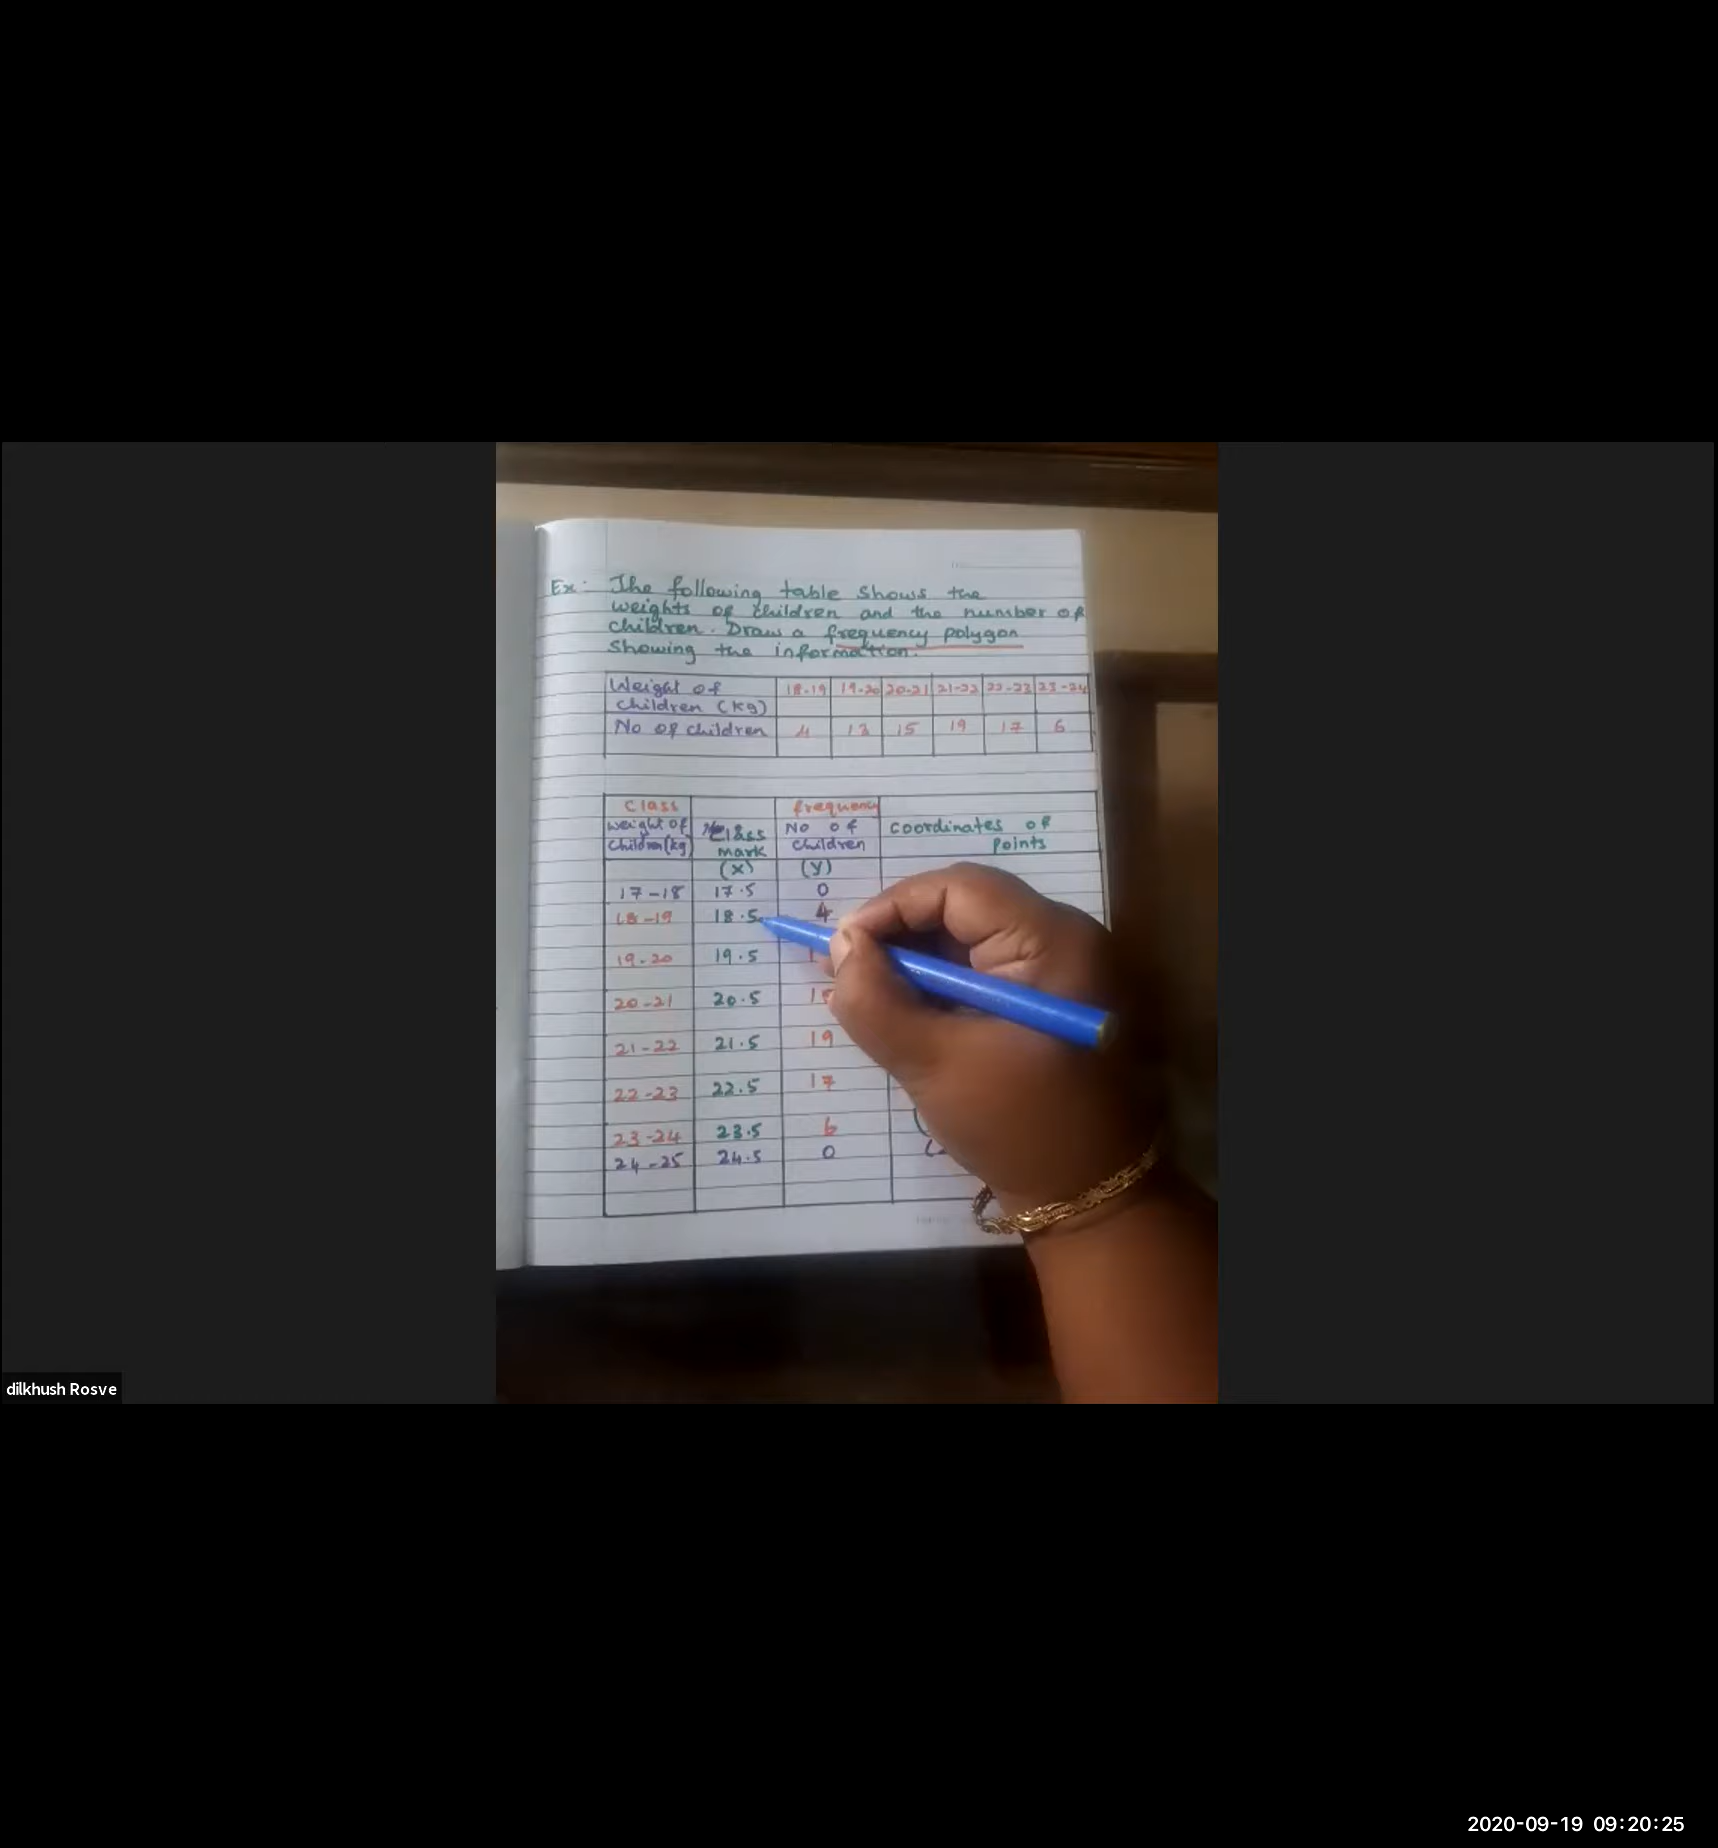 Ex: The following table shows the
weights of children and the number of
children. Draw a frequency polygon
showing the information.
Weight of children (kg) 18-19 19-20 20-21 21-22 22-23 23-24
No of children 4 13 15 19 17 6
Class frequency
weight of children (kg) Class mark No of children coordinates of points
(x) (y)
17-18 17.5 0
18-19 18.5 4
19-20 19.5
20-21 20.5 15
21-22 21.5 19
22-23 22.5 17
23-24 23.5 6
24-25 24.5 0
dilkhush Rosve
2020-09-19 09:20:25